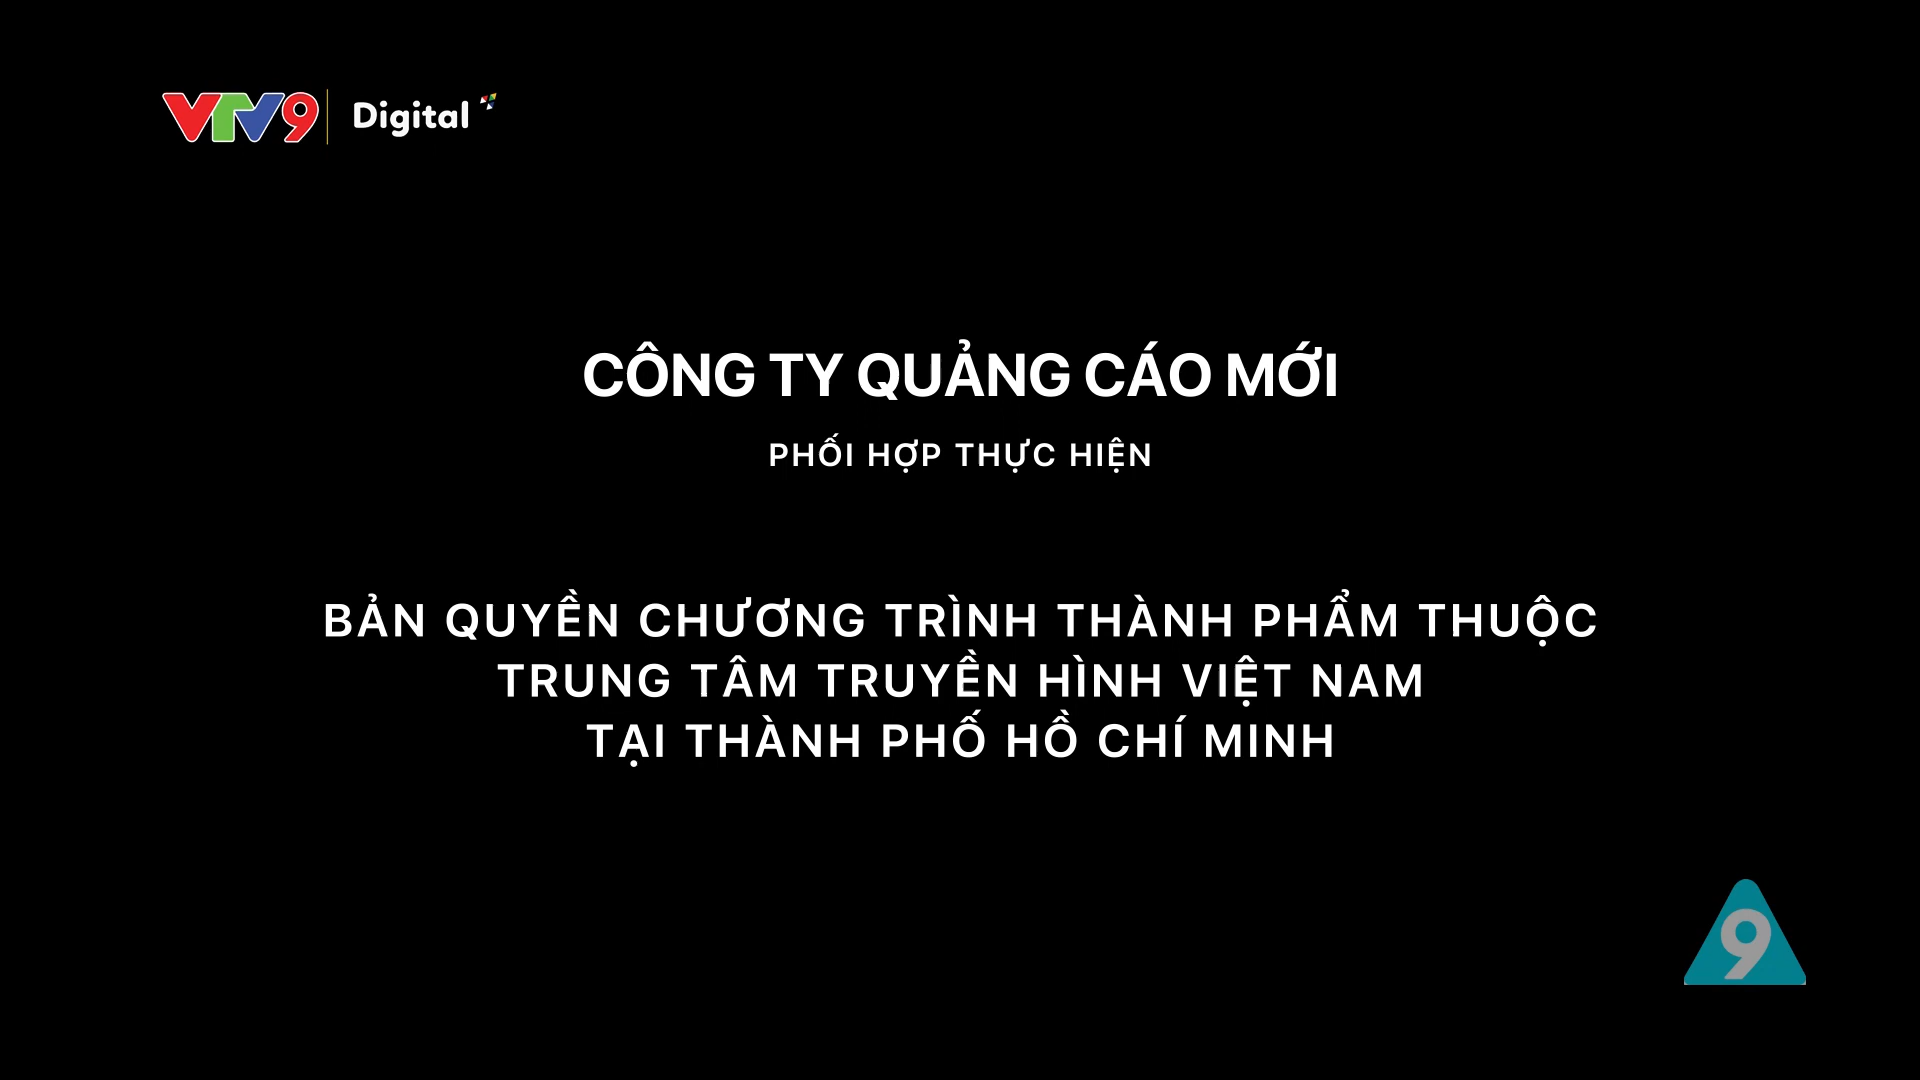 VTV9 Digital
CÔNG TY QUẢNG CÁO MỚI
PHỐI HỢP THỰC HIỆN
BẢN QUYỀN CHƯƠNG TRÌNH THÀNH PHẨM THUỘC
TRUNG TÂM TRUYỀN HÌNH VIỆT NAM
TẠI THÀNH PHỐ HỒ CHÍ MINH
9